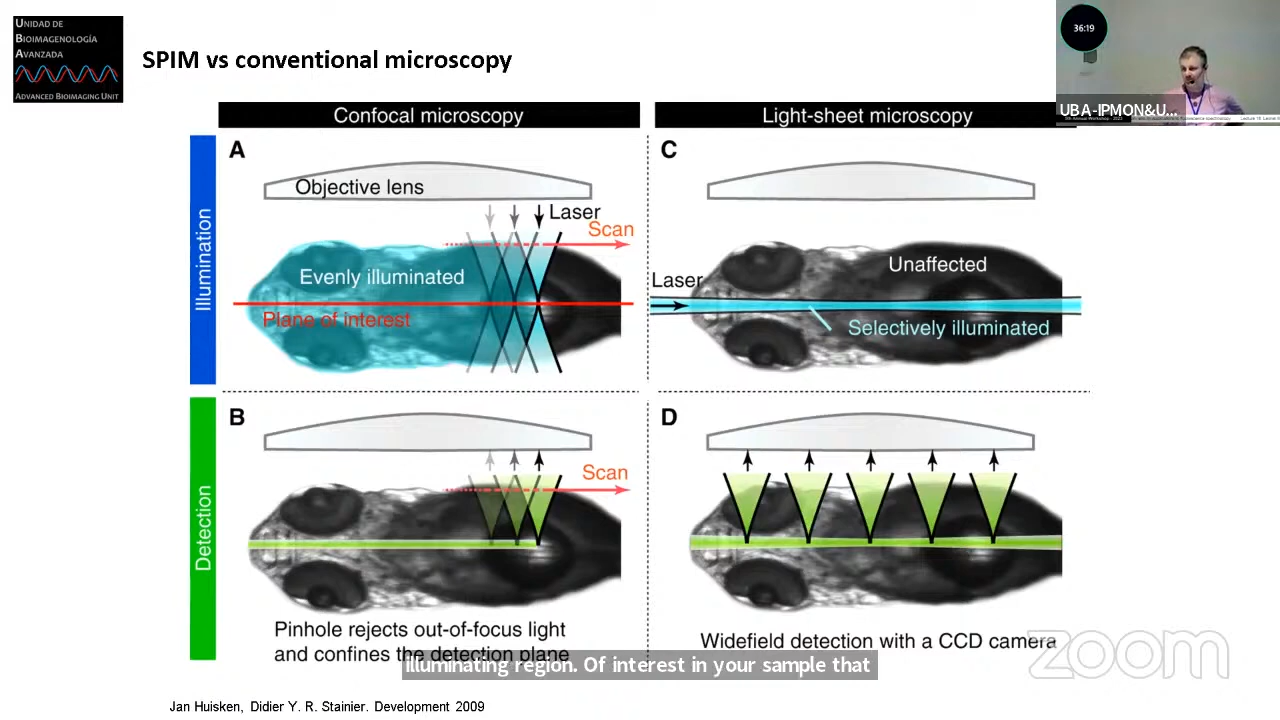 UNIDAD DE
BIOIMAGENOLOGÍA
AVANZADA
ADVANCED BIOIMAGING UNIT
SPIM vs conventional microscopy
36:19
UBA-IPMON&U...
Confocal microscopy
Light-sheet microscopy
Illumination
A
Objective lens
Laser
Scan
Evenly illuminated
Plane of interest
C
Unaffected
Laser
Selectively illuminated
Detection
B
Scan
Pinhole rejects out-of-focus light
and confines the detection plane
D
Widefield detection with a CCD camera
zoom
illuminating region. Of interest in your sample that
Jan Huisken, Didier Y. R. Stainier. Development 2009